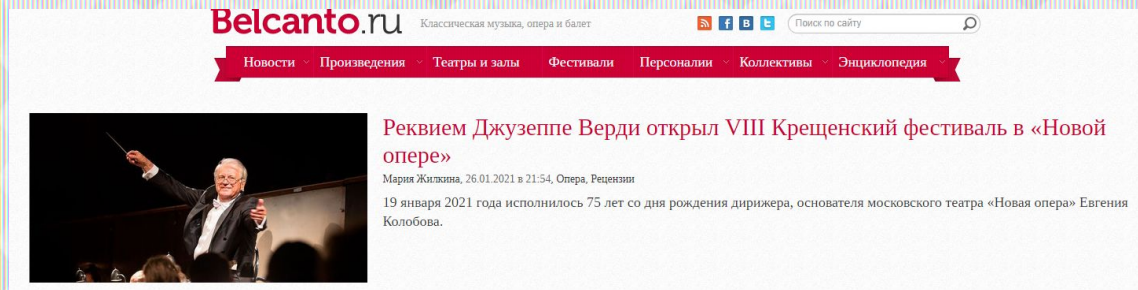 Belcanto.ru
Классическая музыка, опера и балет
Поиск по сайту
Новости Произведения Театры и залы Фестивали Персоналии Коллективы Энциклопедия
Реквием Джузеппе Верди открыл VIII Крещенский фестиваль в «Новой
опере»
Мария Жилкина, 26.01.2021 в 21:54, Опера, Рецензии
19 января 2021 года исполнилось 75 лет со дня рождения дирижера, основателя московского театра «Новая опера» Евгения
Колобова.